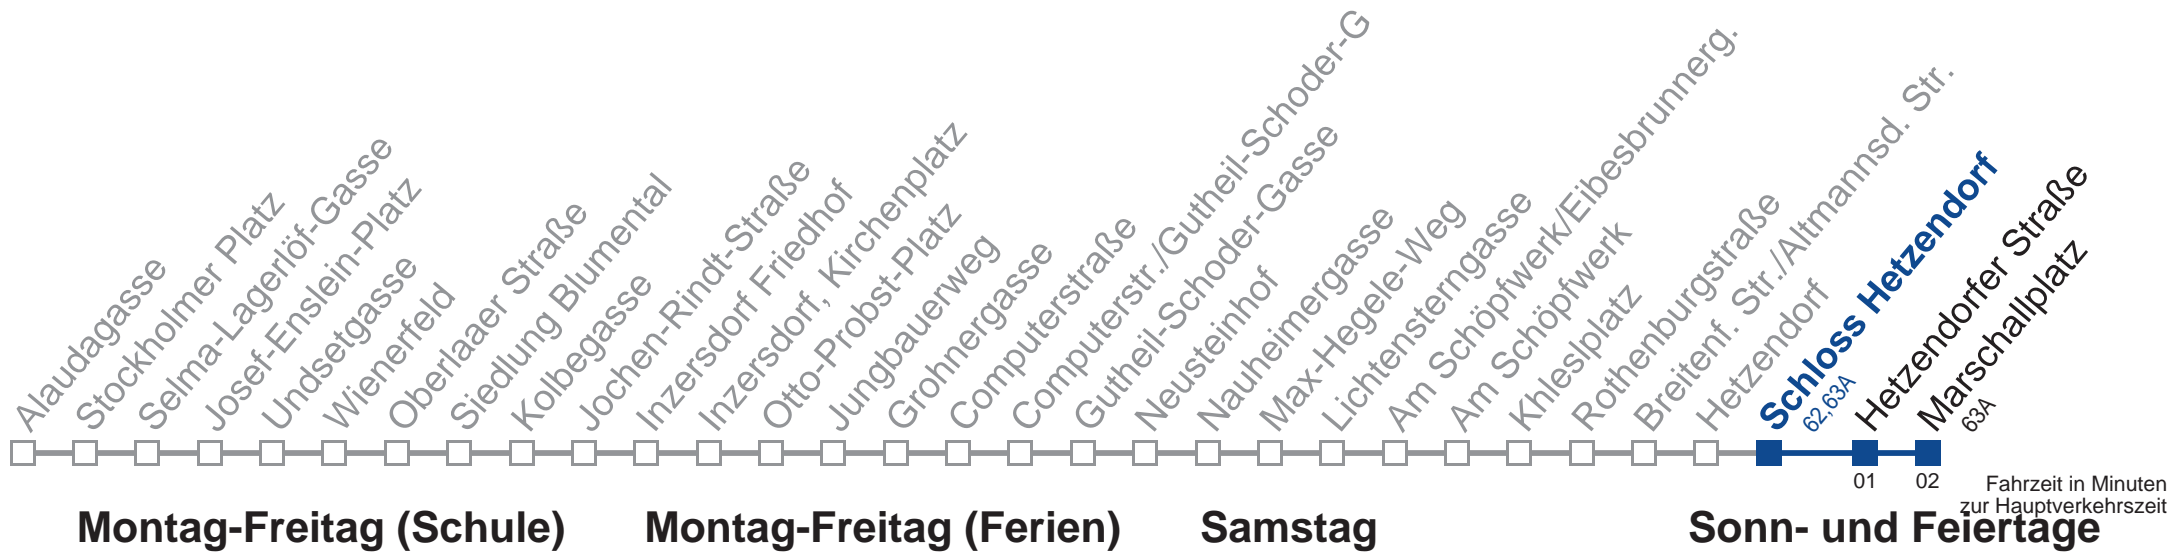 Alaudagasse
Stockholmer Platz
Selma-Lagerlöf-Gasse
Josef-Enslein-Platz
Undsetgasse
Wienerfeld
Oberlaaer Straße
Siedlung Blumental
Kolbegasse
Jochen-Rindt-Straße
Inzersdorf Friedhof
Inzersdorf, Kirchenplatz
Otto-Probst-Platz
Jungbauerweg
Grohnergasse
Computerstraße
Computerstr./Gutheil-Schoder-G
Gutheil-Schoder-Gasse
Neusteinhof
Nauheimergasse
Max-Hegele-Weg
Lichtensterngasse
Am Schöpfwerk/Eibesbrunnerg.
Am Schöpfwerk
Khleslplatz
Rothenburgstraße
Breitenf. Str./Altmannsd. Str.
Hetzendorf
Schloss Hetzendorf
62,63A
Hetzendorfer Straße
Marschallplatz
63A
01
02
Fahrzeit in Minuten
zur Hauptverkehrszeit
Montag-Freitag (Schule)
Montag-Freitag (Ferien)
Samstag
Sonn- und Feiertage